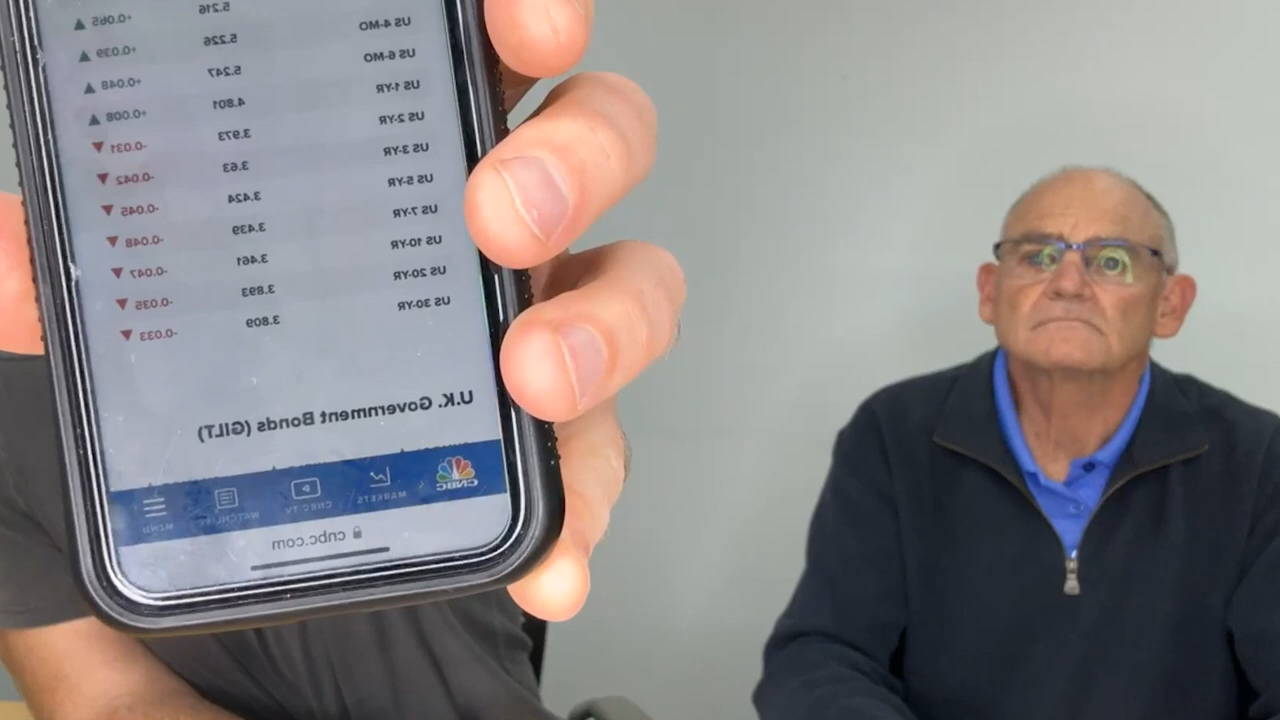 5.216 +0.065 ▲
US 4-MO 5.226 +0.039 ▲
US 6-MO 5.247 +0.048 ▲
US 1-YR 4.801 +0.008 ▲
US 2-YR 3.973 -0.031 ▼
US 3-YR 3.63 -0.042 ▼
US 5-YR 3.424 -0.045 ▼
US 7-YR 3.439 -0.048 ▼
US 10-YR 3.461 -0.047 ▼
US 20-YR 3.893 -0.035 ▼
US 30-YR 3.809 -0.033 ▼
U.K. Government Bonds (GILT)
CNBC MARKETS CNBC TV WATCHLIST MENU
cnbc.com